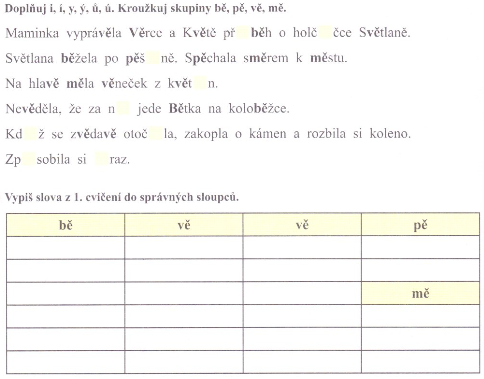 Doplňuj i, í, y, ý, ů, ú. Kroužkuj skupiny bě, pě, vě, mě.
Maminka vyprávěla Věrce a Květě př běh o holč čce Světlaně.
Světlana běžela po pěš ně. Spěchala směrem k městu.
Na hlavě měla věneček z květ n.
Nevěděla, že za n jede Bětka na koloběžce.
Kd ž se zvědavě otoč la, zakopla o kámen a rozbila si koleno.
Zp sobila si raz.
Vypiš slova z 1. cvičení do správných sloupců.
bě vě vě pě
mě